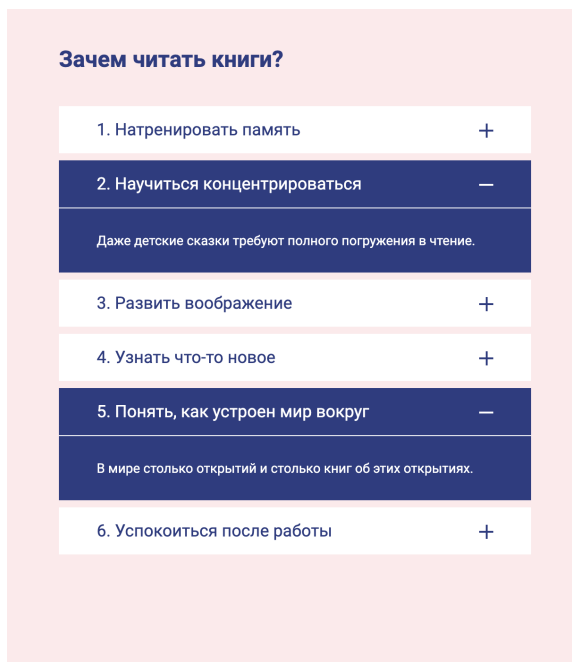 Зачем читать книги?
1. Натренировать память
2. Научиться концентрироваться
Даже детские сказки требуют полного погружения в чтение.
3. Развить воображение
4. Узнать что-то новое
5. Понять, как устроен мир вокруг
В мире столько открытий и столько книг об этих открытиях.
6. Успокоиться после работы